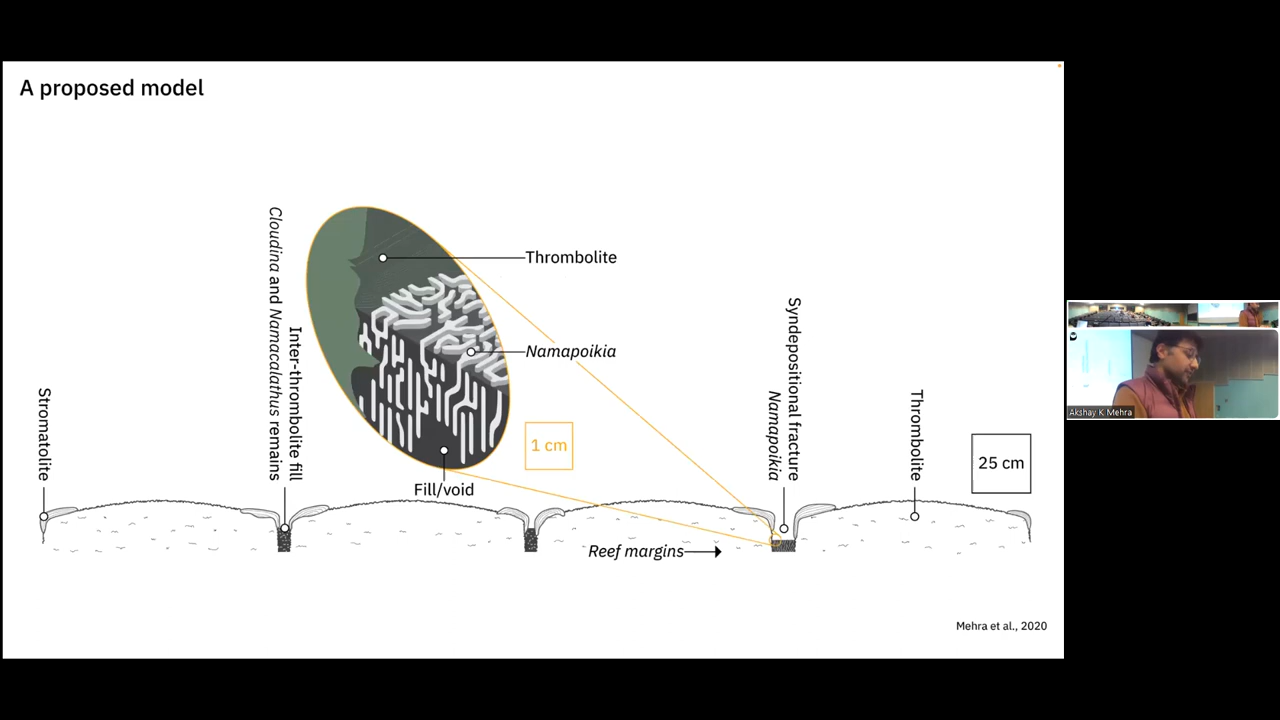 A proposed model
Thrombolite
Namapoikia
1 cm
Fill/void
Stromatolite
Cloudina and Namacalathus remains
Inter-thrombolite fill
Syndepositional fracture
Namapoikia
Thrombolite
25 cm
Reef margins
Mehra et al., 2020
Akshay K Mehra